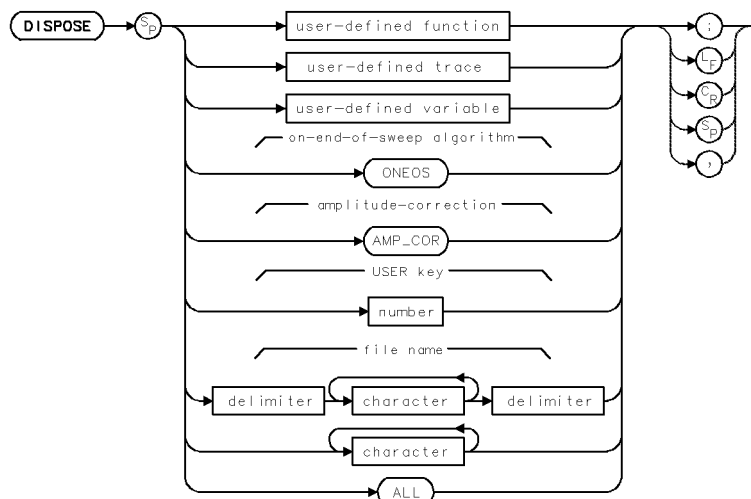 DISPOSE SP user-defined function ;
user-defined trace LF
user-defined variable CR
on-end-of-sweep algorithm SP
ONEOS ,
amplitude-correction
AMP_COR
USER key
number
file name
delimiter character delimiter
character
ALL